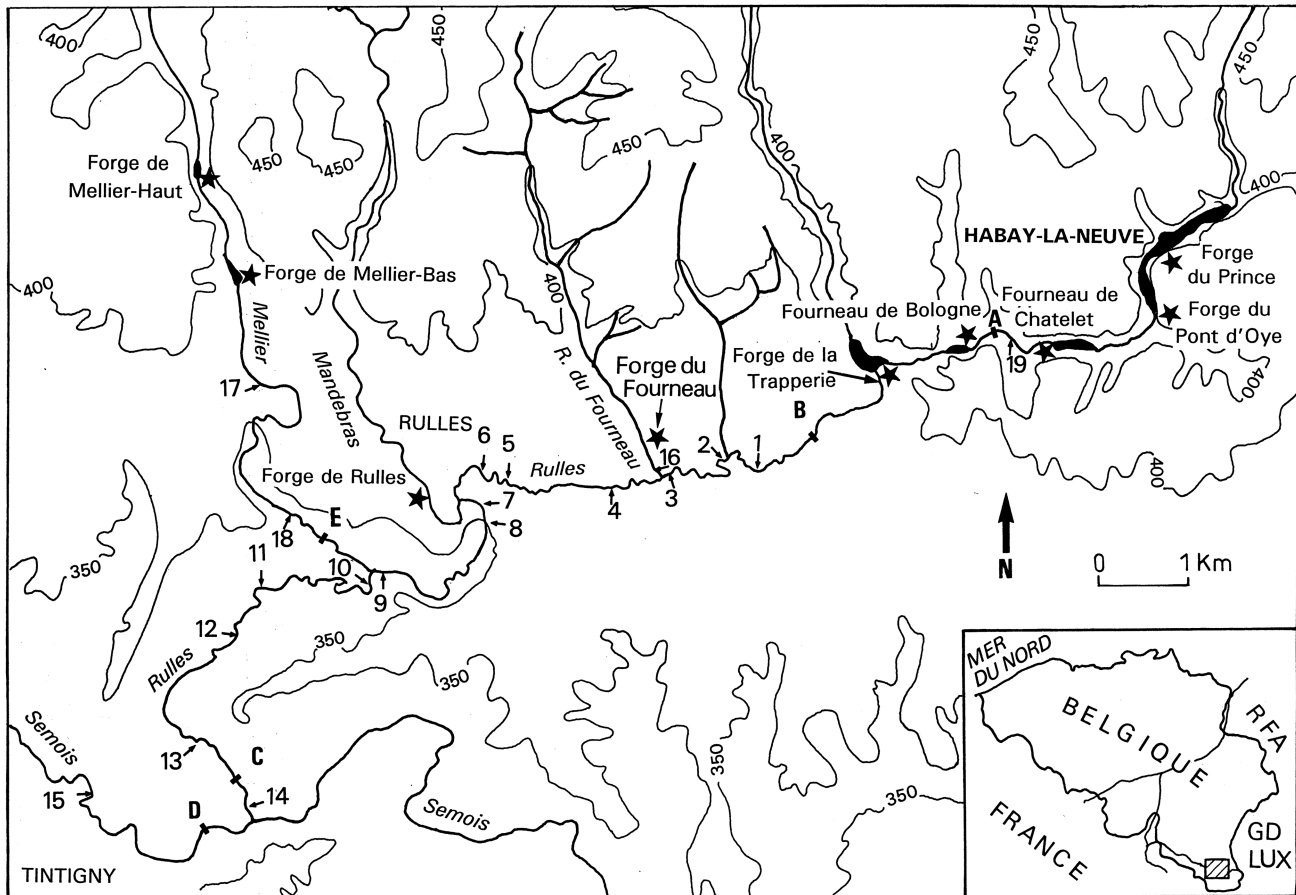 400
450
450
450
450
450
450
400
400
400
400
400
400
350
350
350
350
350
Forge de
Mellier-Haut
Forge de Mellier-Bas
Mellier
Mandebras
R. du Fourneau
Forge du
Fourneau
HABAY-LA-NEUVE
Forge
du Prince
Fourneau de
Chatelet
Forge du
Pont d'Oye
Fourneau de Bologne
A
19
Forge de la
Trapperie
B
17
RULLES
6
5
Rulles
16
2
1
3
4
Forge de Rulles
7
8
E
18
11
10
9
12
Rulles
13
C
14
Semois
15
D
Semois
TINTIGNY
N
0 1 Km
MER
DU NORD
BELGIQUE
RFA
FRANCE
GD
LUX